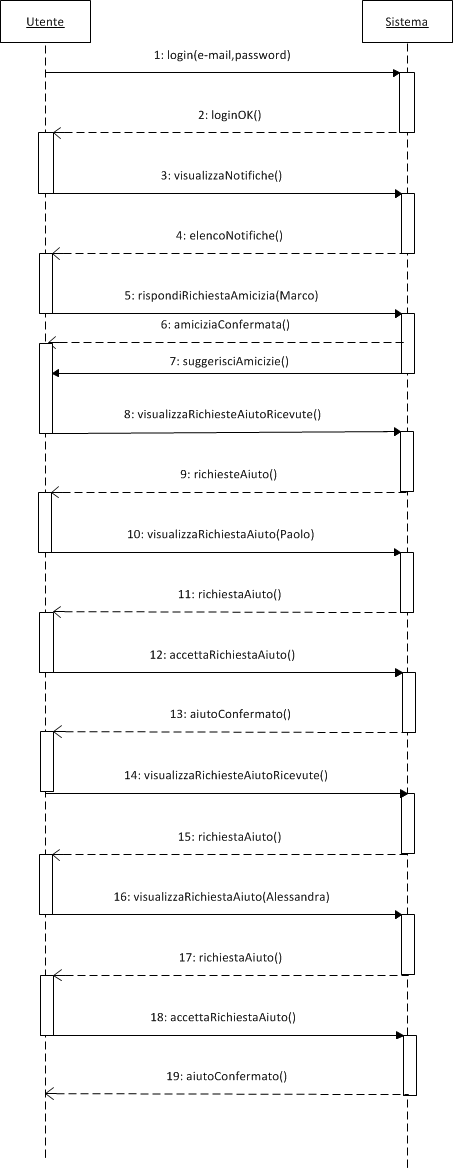 Utente
Sistema
1: login(e-mail,password)
2: loginOK()
3: visualizzaNotifiche()
4: elencoNotifiche()
5: rispondiRichiestaAmicizia(Marco)
6: amiciziaConfermata()
7: suggerisciAmicizie()
8: visualizzaRichiesteAiutoRicevute()
9: richiesteAiuto()
10: visualizzaRichiestaAiuto(Paolo)
11: richiestaAiuto()
12: accettaRichiestaAiuto()
13: aiutoConfermato()
14: visualizzaRichiesteAiutoRicevute()
15: richiestaAiuto()
16: visualizzaRichiestaAiuto(Alessandra)
17: richiestaAiuto()
18: accettaRichiestaAiuto()
19: aiutoConfermato()